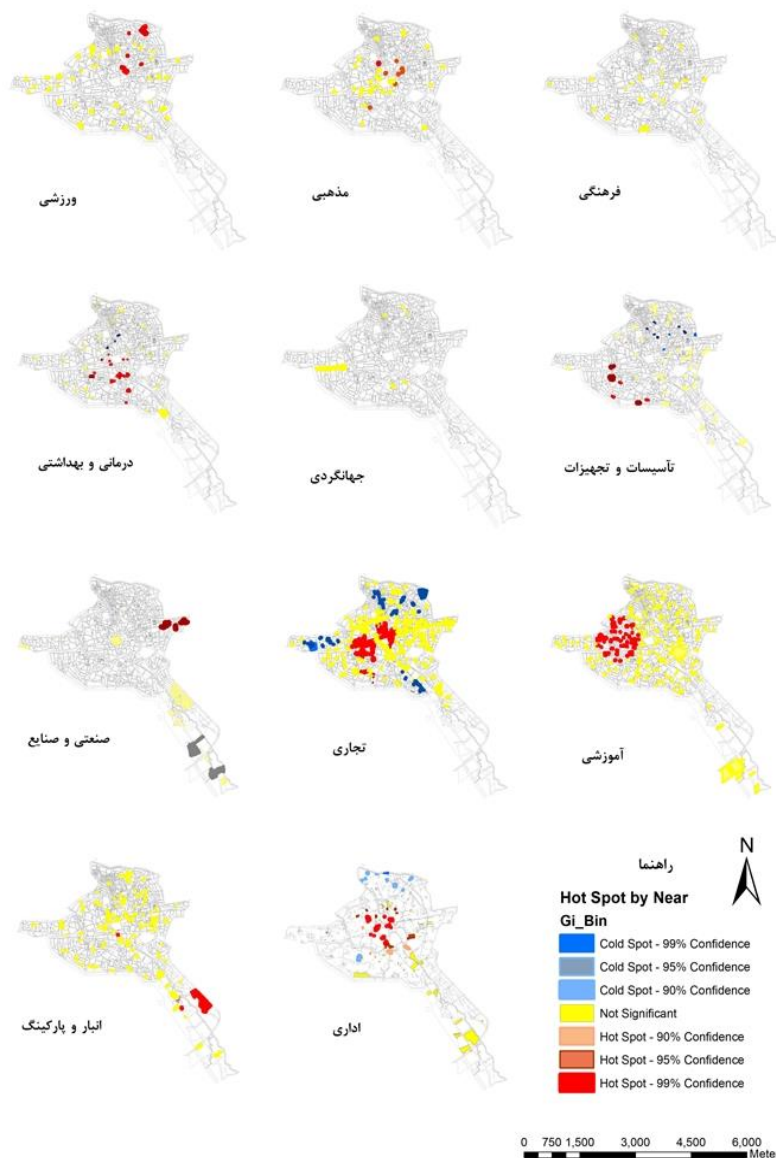 ورزشی
مذهبی
فرهنگی
درمانی و بهداشتی
جهانگردی
تأسیسات و تجهیزات
صنعتی و صنایع
تجاری
آموزشی
انبار و پارکینگ
اداری
راهنما
N
Hot Spot by Near
Gi_Bin
Cold Spot - 99% Confidence
Cold Spot - 95% Confidence
Cold Spot - 90% Confidence
Not Significant
Hot Spot - 90% Confidence
Hot Spot - 95% Confidence
Hot Spot - 99% Confidence
0 750 1,500 3,000 4,500 6,000
Mete